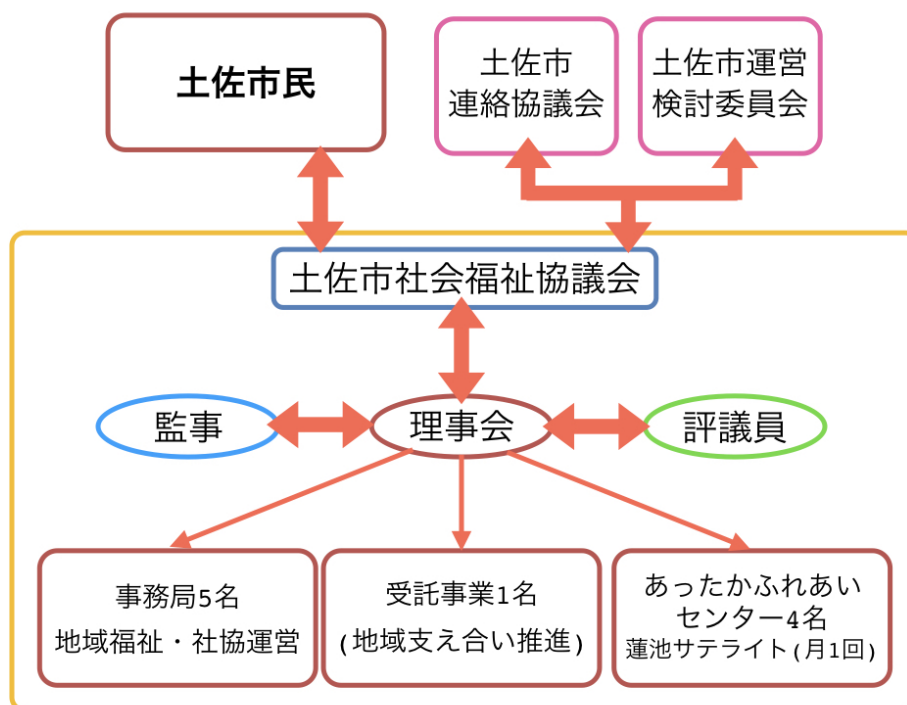 土佐市民
土佐市
連絡協議会
土佐市運営
検討委員会
土佐市社会福祉協議会
監事
理事会
評議員
事務局5名
地域福祉・社協運営
受託事業1名
(地域支え合い推進)
あったかふれあい
センター4名
蓮池サテライト(月1回)